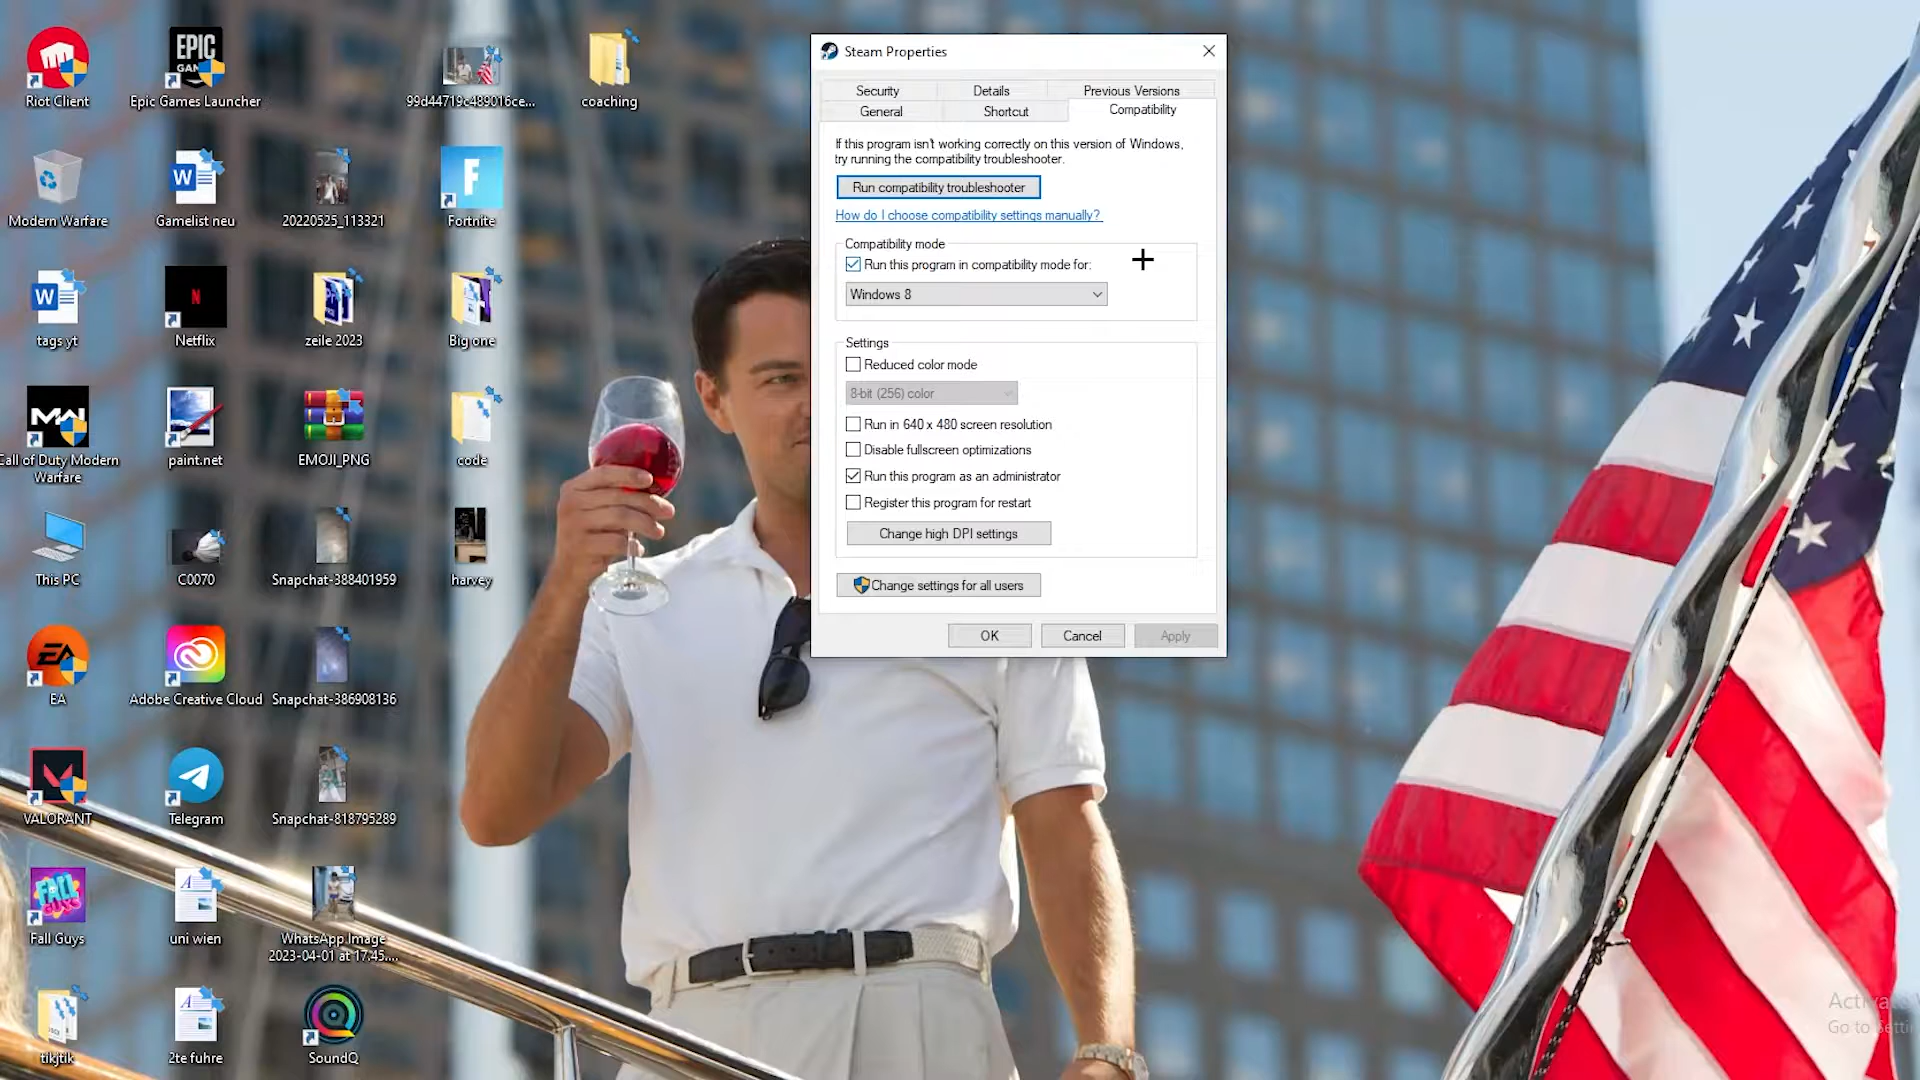 Riot Client
EPIC
GAMES
Epic Games Launcher
99d44719c489016ce...
coaching
Modern Warfare
Gamelist neu
20220525_113321
Fortnite
tags yt
Netflix
zeile 2023
Big one
Call of Duty Modern
Warfare
paint.net
EMOJI_PNG
code
This PC
C0070
Snapchat-388401959
harvey
EA
Adobe Creative Cloud
Snapchat-386908136
VALORANT
Telegram
Snapchat-818795289
Fall Guys
uni wien
WhatsApp Image
2023-04-01 at 17.45....
tikjtik
2te fuhre
SoundQ
Steam Properties
Security
Details
Previous Versions
General
Shortcut
Compatibility
If this program isn't working correctly on this version of Windows,
try running the compatibility troubleshooter.
Run compatibility troubleshooter
How do I choose compatibility settings manually?
Compatibility mode
Run this program in compatibility mode for:
Windows 8
Settings
Reduced color mode
8-bit (256) color
Run in 640 x 480 screen resolution
Disable fullscreen optimizations
Run this program as an administrator
Register this program for restart
Change high DPI settings
Change settings for all users
OK
Cancel
Apply
Go to